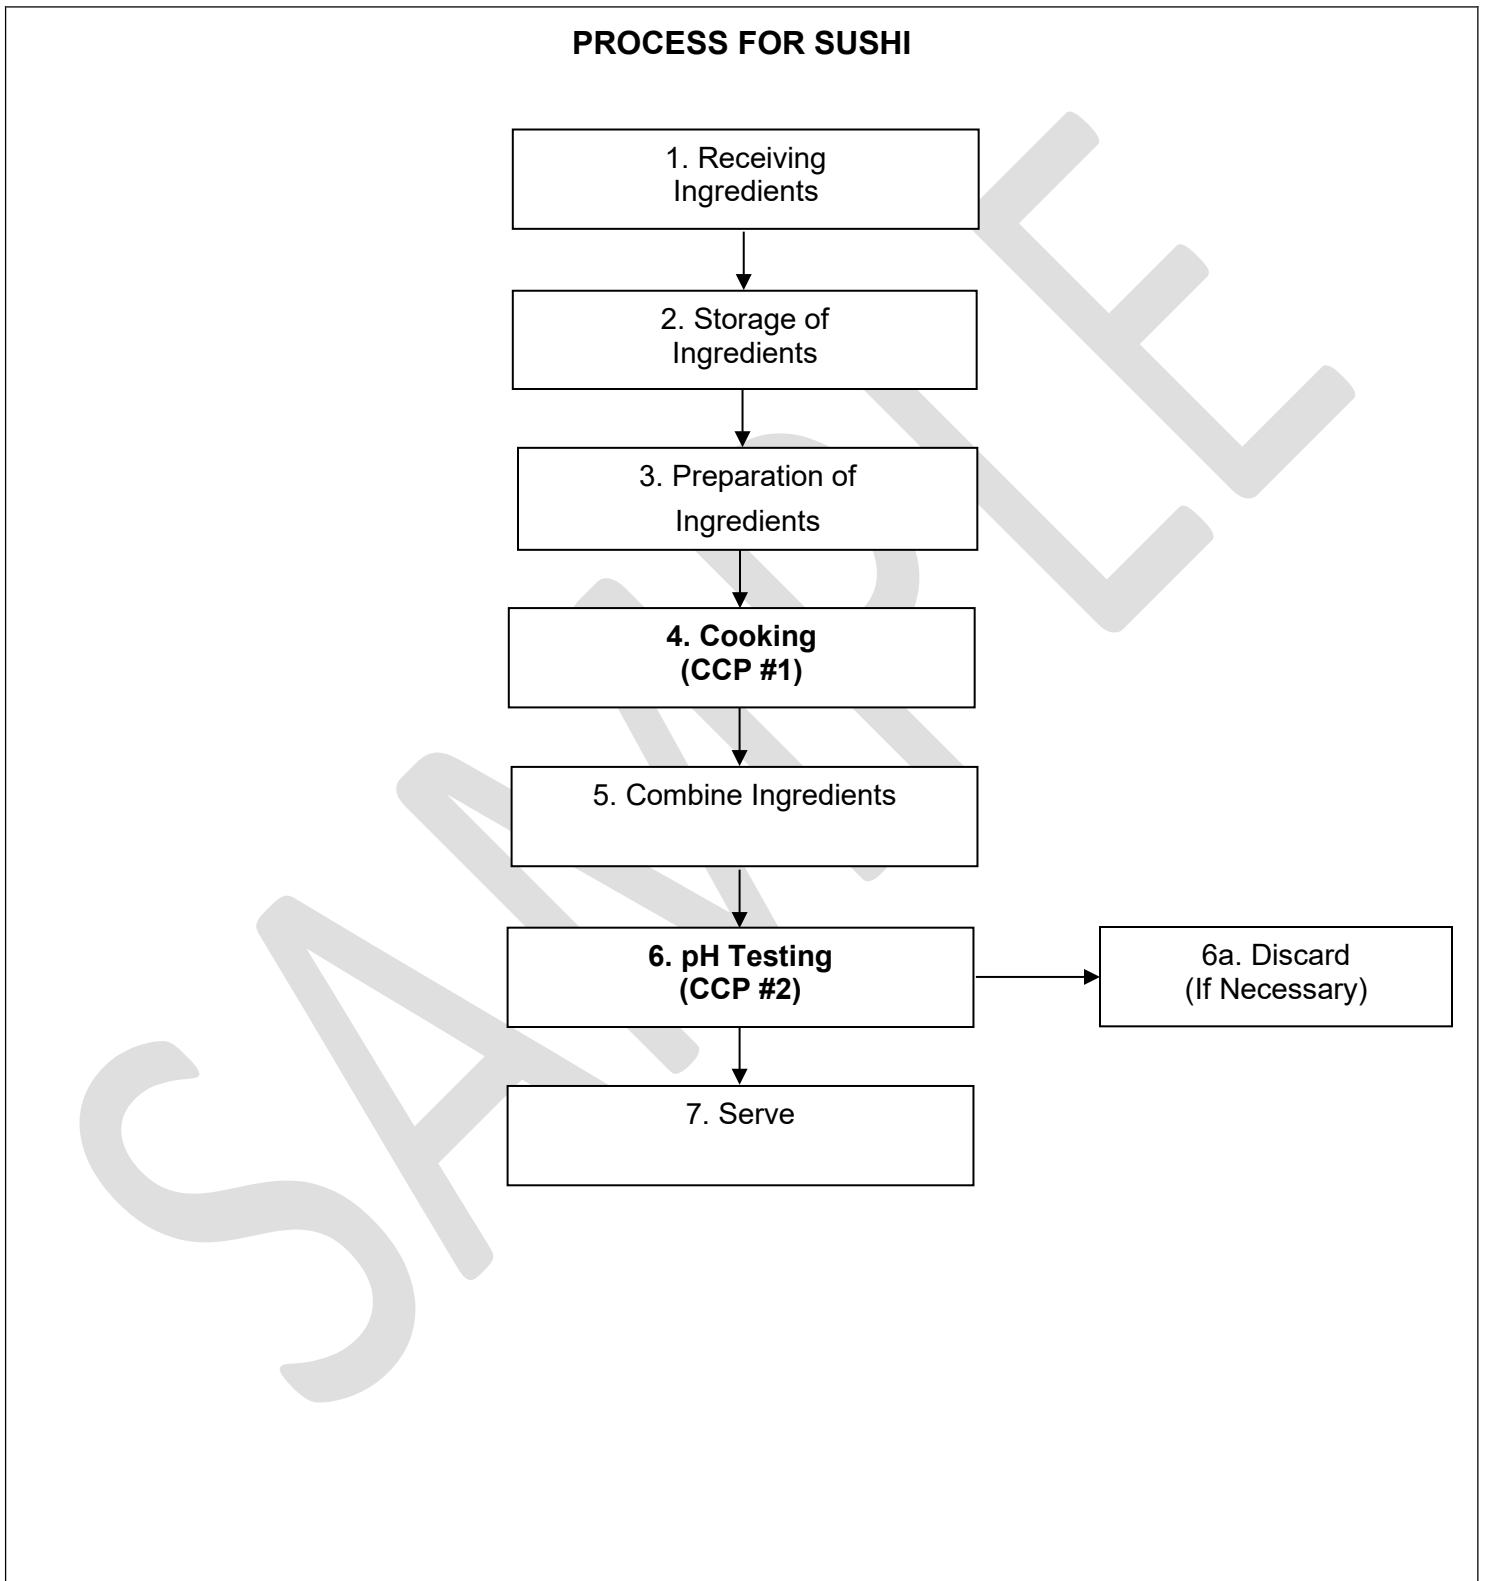 PROCESS FOR SUSHI
1. Receiving
Ingredients
2. Storage of
Ingredients
3. Preparation of
Ingredients
4. Cooking
(CCP #1)
5. Combine Ingredients
6. pH Testing
(CCP #2)
6a. Discard
(If Necessary)
7. Serve
SAMPLE